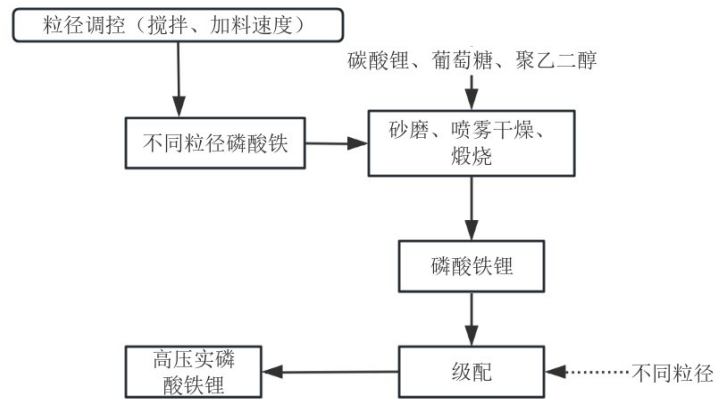 粒径调控（搅拌、加料速度）
碳酸锂、葡萄糖、聚乙二醇
不同粒径磷酸铁
砂磨、喷雾干燥、
煅烧
磷酸铁锂
高压实磷
酸铁锂
级配
不同粒径